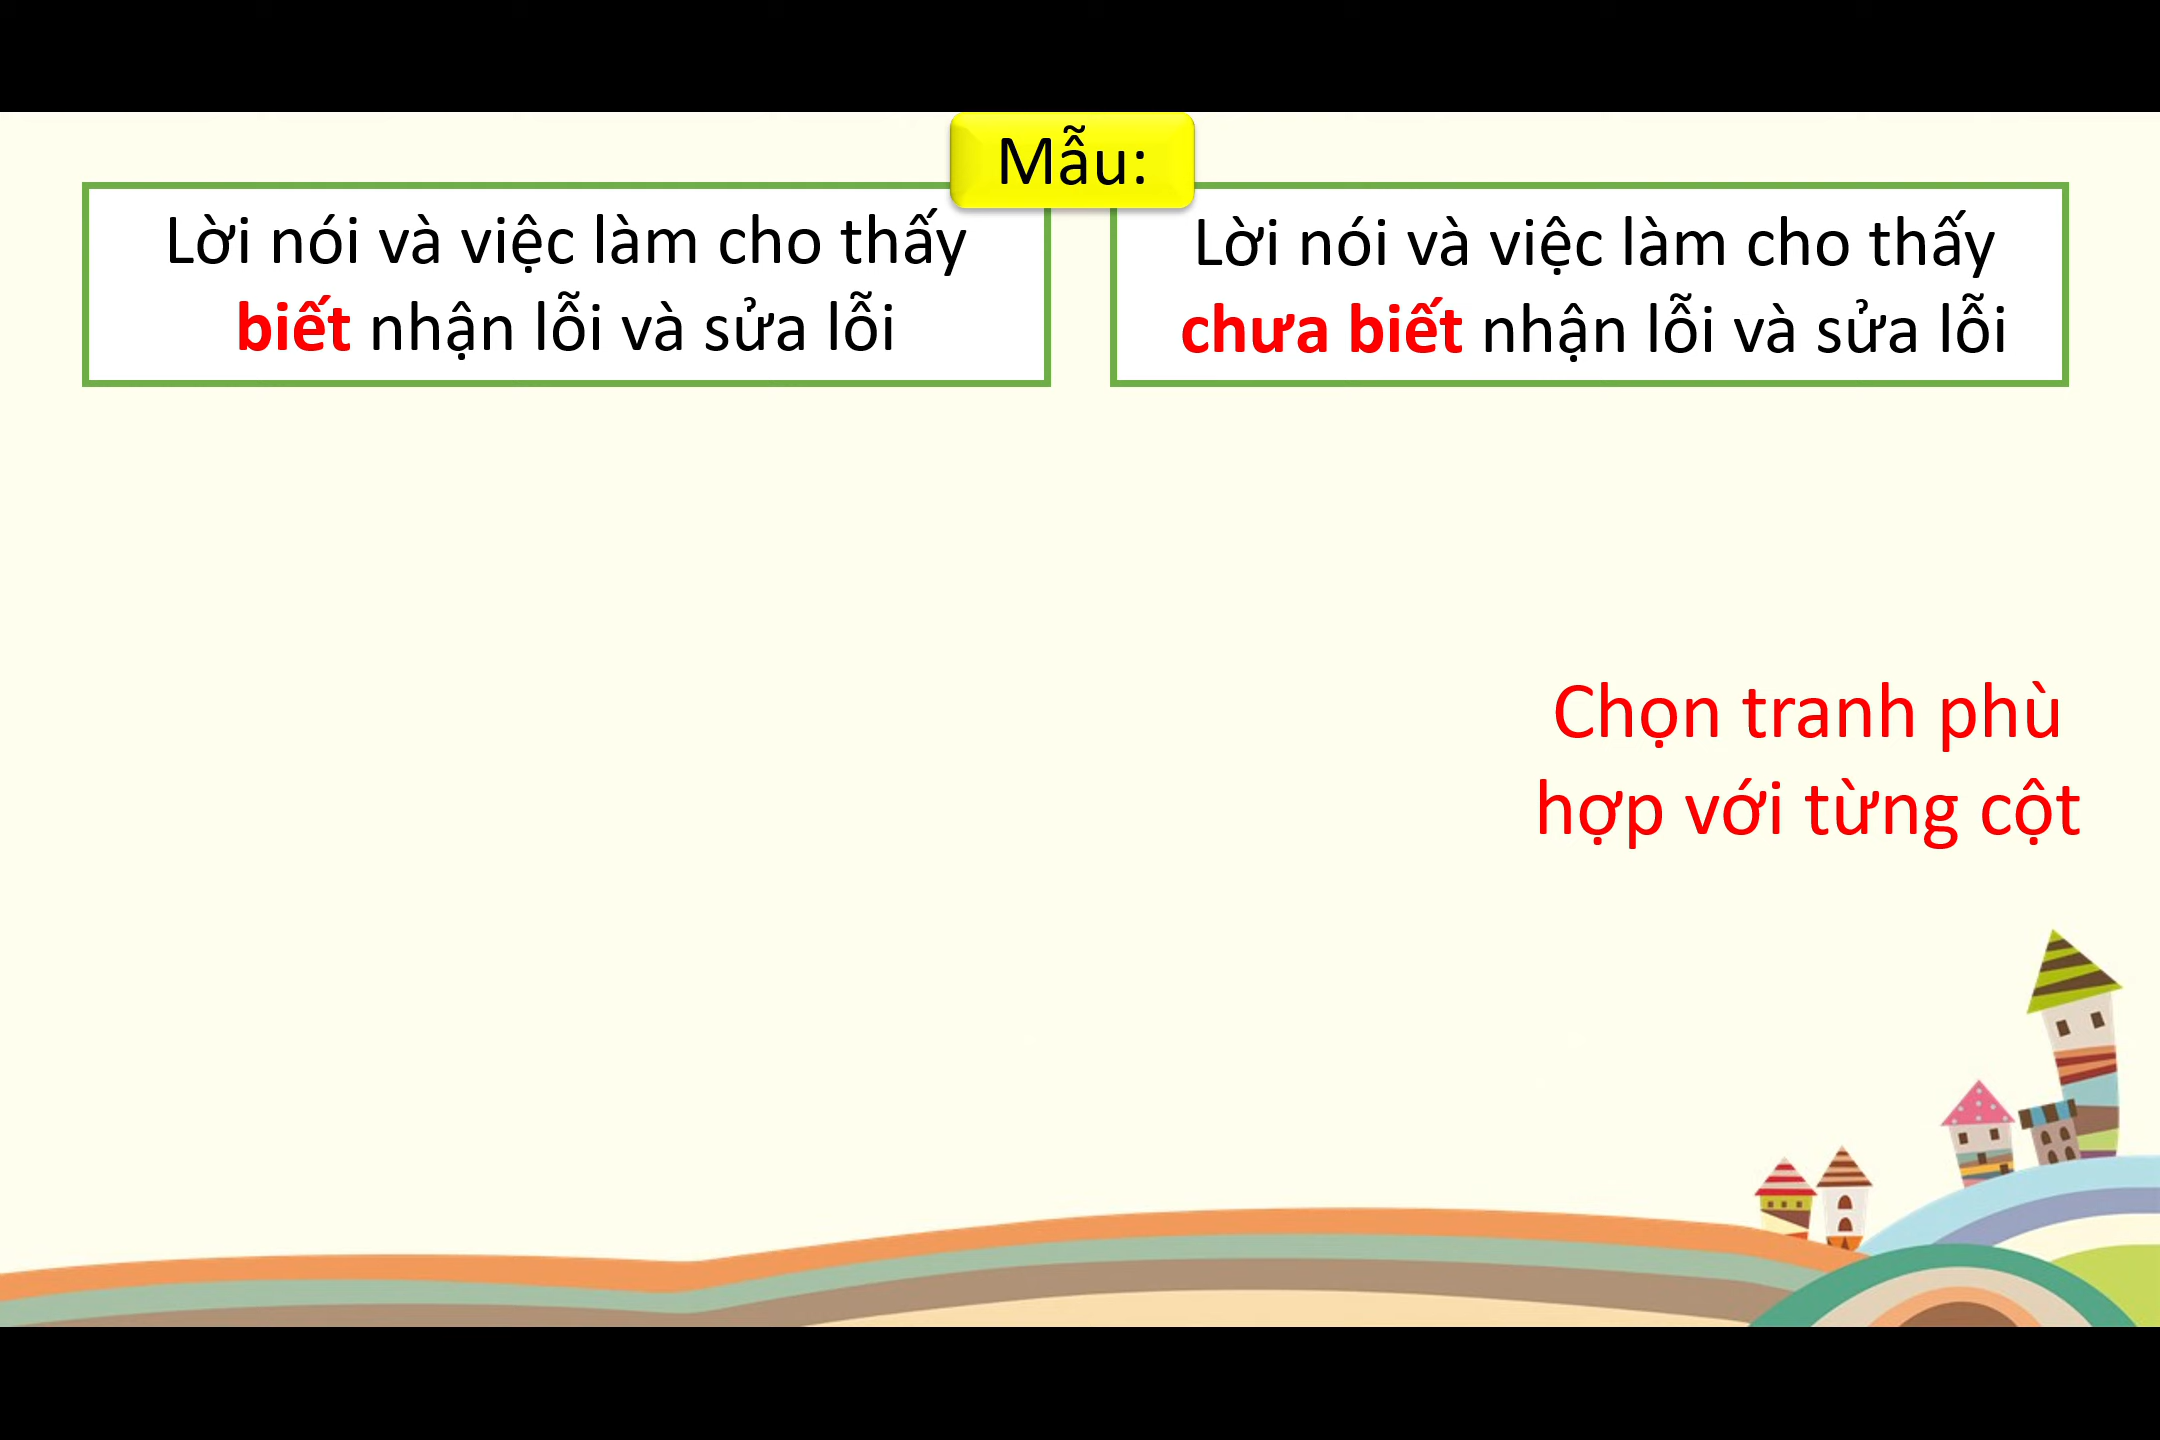 Mẫu:
Lời nói và việc làm cho thấy
biết nhận lỗi và sửa lỗi
Lời nói và việc làm cho thấy
chưa biết nhận lỗi và sửa lỗi
Chọn tranh phù
hợp với từng cột